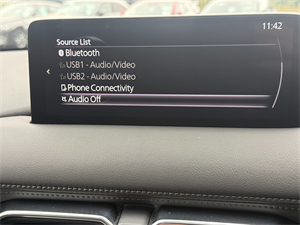 11:42
Source List
Bluetooth
USB1 - Audio/Video
USB2 - Audio/Video
Phone Connectivity
Audio Off